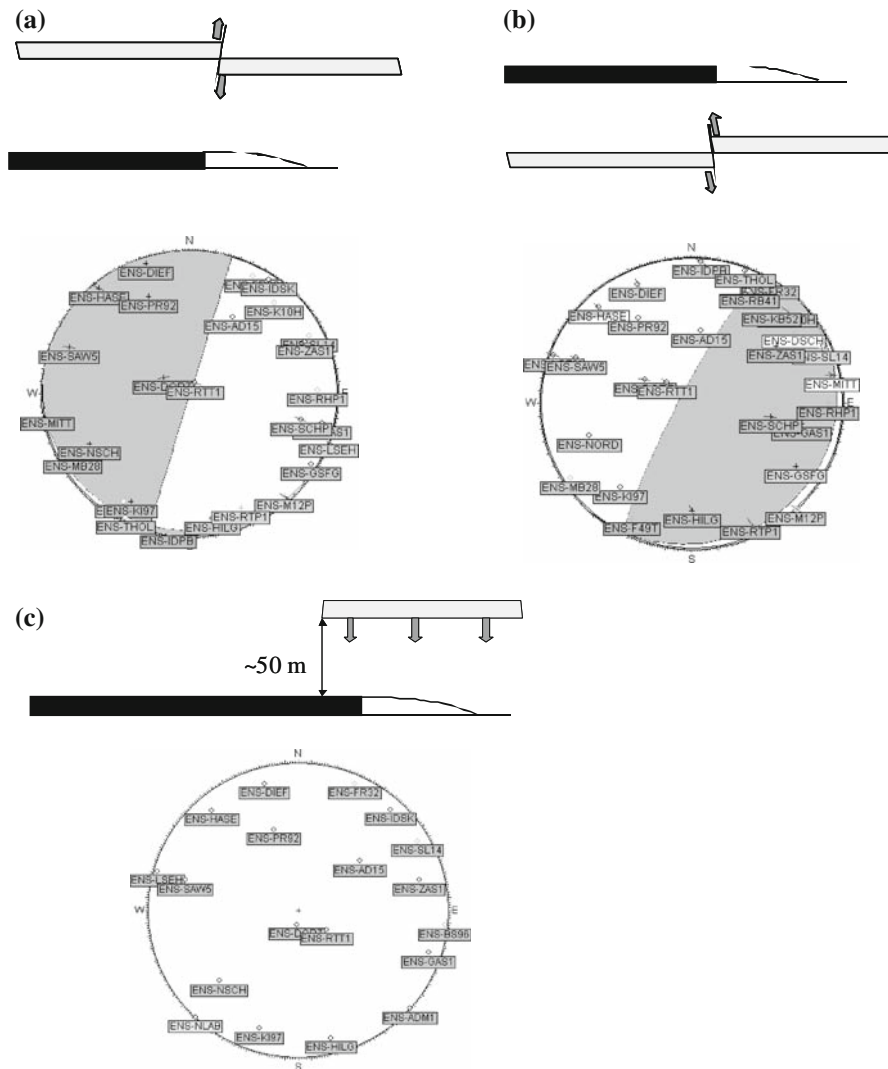 (a)
(b)
N
ENS-DIEF
ENS-IDSK
ENS-HASE
ENS-PR92
ENS-K10H
ENS-AD15
ENS-SL14
ENS-ZAS1
ENS-SAW5
ENS-RTT1
W
E
ENS-RHP1
ENS-MITT
ENS-SCHP
ENS-NSCH
ENS-LSEH
ENS-MB28
ENS-GSFG
ENS-KI97
ENS-M12P
ENS-THOL
ENS-RTP1
ENS-HILG
ENS-IDPB
N
ENS-IDPB
ENS-THOL
ENS-DIEF
ENS-FR32
ENS-RB41
ENS-HASE
ENS-PR92
ENS-KB52
ENS-AD15
ENS-DSCH
ENS-ZAS1
ENS-SL14
ENS-SAW5
ENS-MITT
ENS-RTT1
W
E
ENS-RHP1
ENS-SCHP
ENS-GAS1
ENS-NORD
ENS-GSFG
ENS-MB28
ENS-KI97
ENS-HILG
ENS-M12P
ENS-F49T
ENS-RTP1
S
(c)
~50 m
N
ENS-DIEF
ENS-FR32
ENS-HASE
ENS-IDSK
ENS-PR92
ENS-SL14
ENS-AD15
ENS-LSEH
ENS-SAW5
ENS-ZAS1
W
E
ENS-BS96
ENS-RTT1
ENS-GAS1
ENS-NSCH
ENS-ADM1
ENS-NLAB
ENS-KI97
ENS-HILG
S